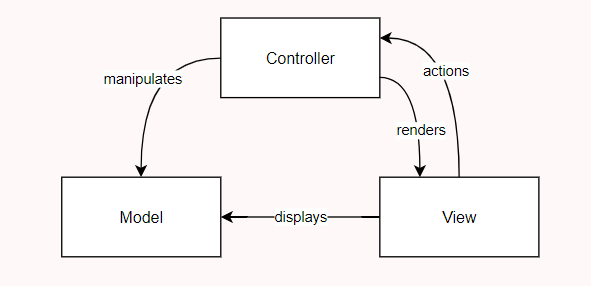 Controller
manipulates
actions
renders
Model
displays
View